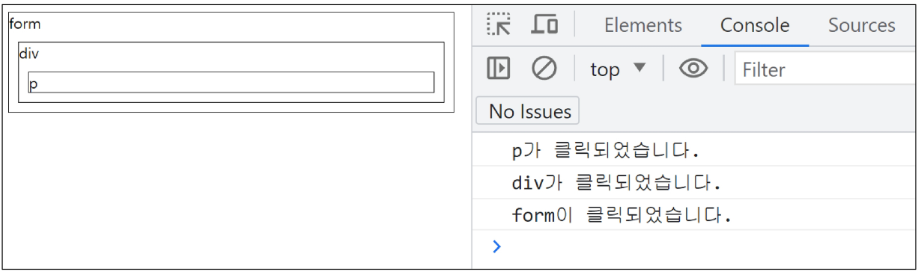 form
div
p
Elements Console Sources
top ▼ Filter
No Issues
p가 클릭되었습니다.
div가 클릭되었습니다.
form이 클릭되었습니다.
>